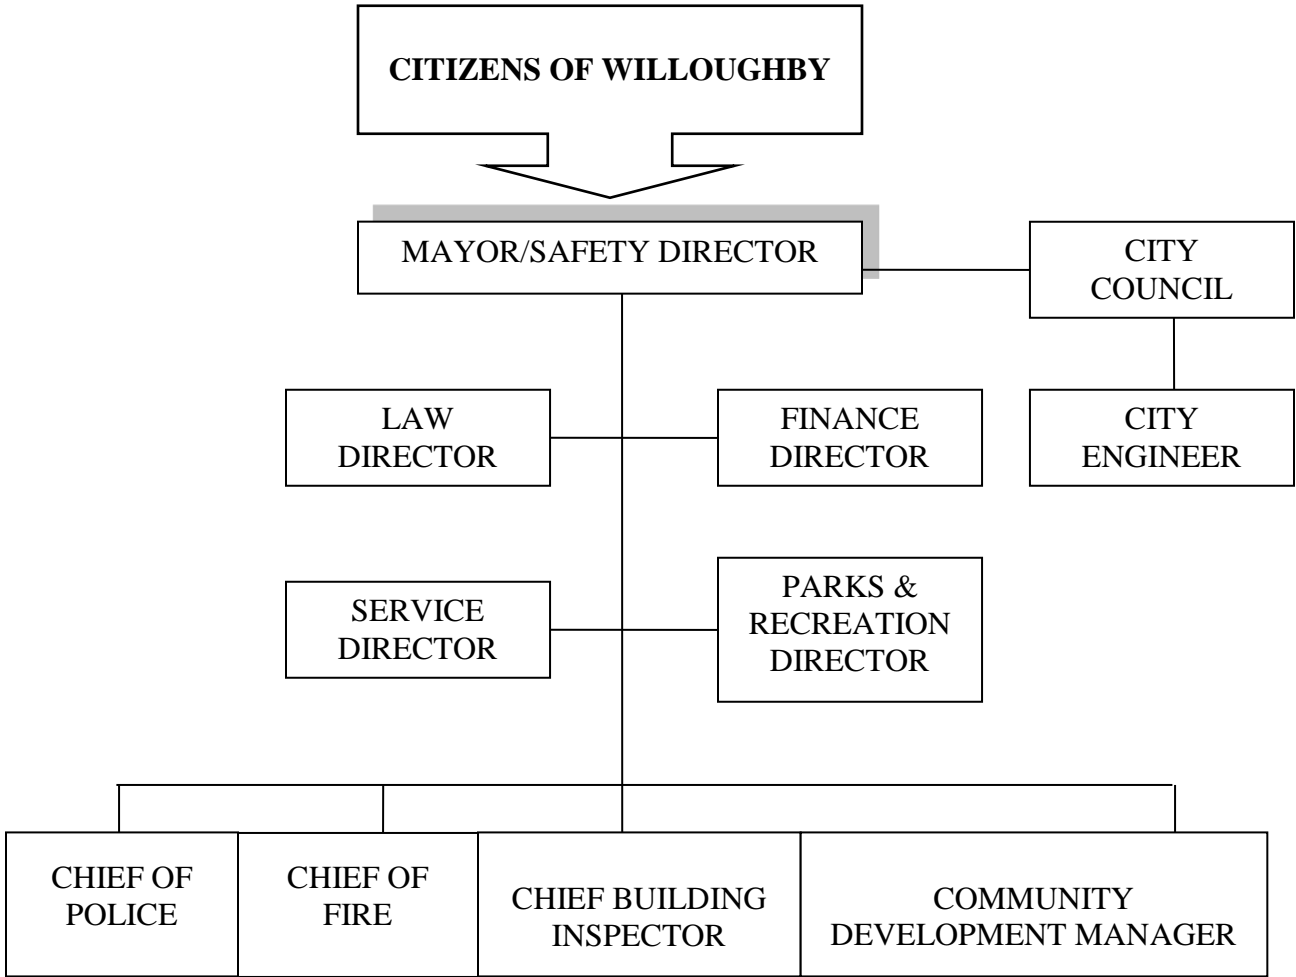 CITIZENS OF WILLOUGHBY
MAYOR/SAFETY DIRECTOR
CITY
COUNCIL
LAW
DIRECTOR
FINANCE
DIRECTOR
CITY
ENGINEER
SERVICE
DIRECTOR
PARKS &
RECREATION
DIRECTOR
CHIEF OF
POLICE
CHIEF OF
FIRE
CHIEF BUILDING
INSPECTOR
COMMUNITY
DEVELOPMENT MANAGER